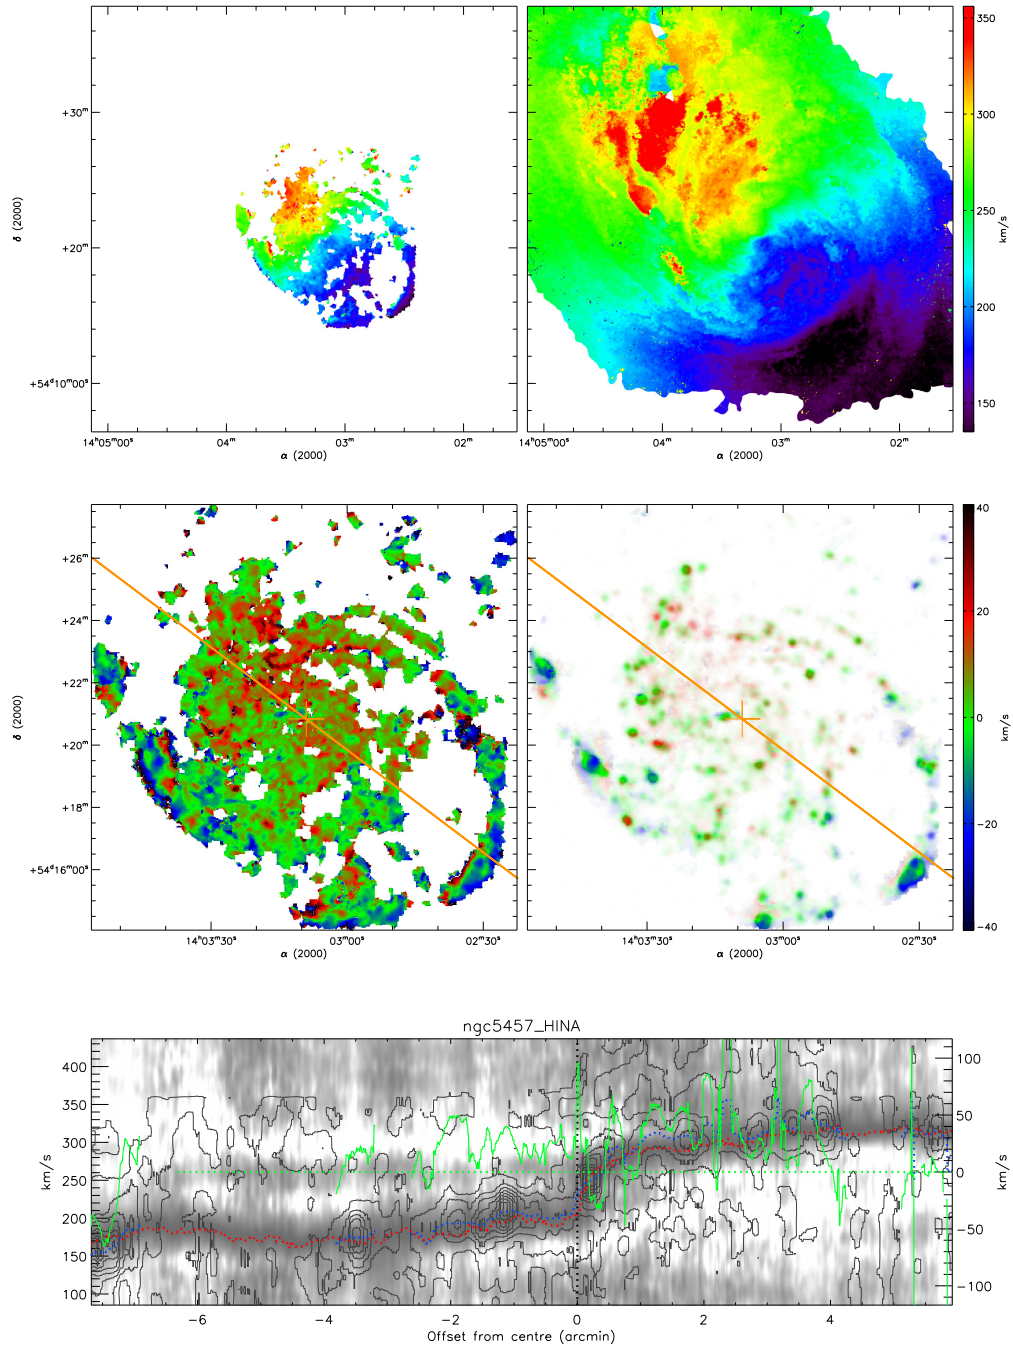 +30ᵐ
+20ᵐ
+54ᵈ10ᵐ00ˢ
δ (2000)
14ʰ05ᵐ00ˢ 04ᵐ 03ᵐ 02ᵐ
α (2000)
14ʰ05ᵐ00ˢ 04ᵐ 03ᵐ 02ᵐ
α (2000)
350
300
250
200
150
km/s
+26ᵐ
+24ᵐ
+22ᵐ
+20ᵐ
+18ᵐ
+54ᵈ16ᵐ00ˢ
δ (2000)
14ʰ03ᵐ30ˢ 03ᵐ00ˢ 02ᵐ30ˢ
α (2000)
14ʰ03ᵐ30ˢ 03ᵐ00ˢ 02ᵐ30ˢ
α (2000)
40
20
0
-20
-40
km/s
ngc5457_HINA
400
350
300
250
200
150
100
km/s
100
50
0
-50
-100
km/s
-6 -4 -2 0 2 4
Offset from centre (arcmin)